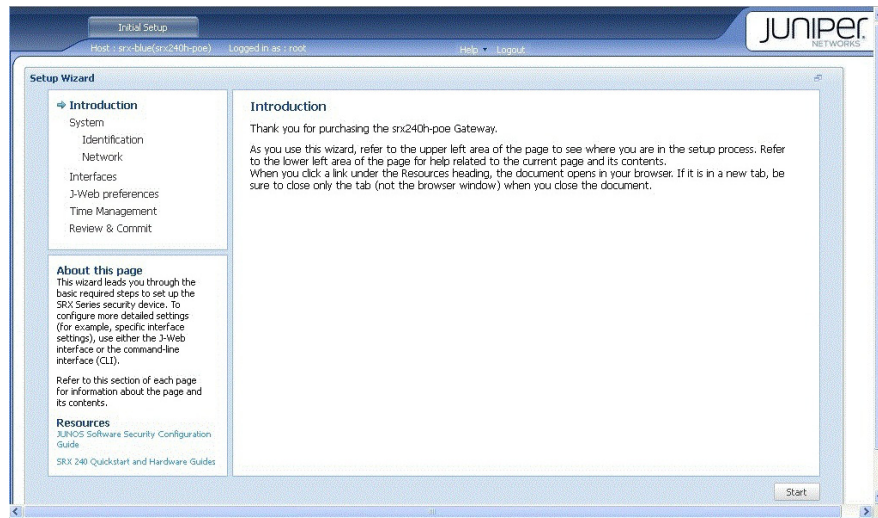 Initial Setup
JUNIPER
NETWORKS
Host : srx-blue(srx240h-poe) Logged in as : root Help Logout
Setup Wizard
Introduction
System
Identification
Network
Interfaces
J-Web preferences
Time Management
Review & Commit
About this page
This wizard leads you through the
basic required steps to set up the
SRX Series security device. To
configure more detailed settings
(for example, specific interface
settings), use either the J-Web
interface or the command-line
interface (CLI).
Refer to this section of each page
for information about the page and
its contents.
Resources
JUNOS Software Security Configuration
Guide
SRX 240 Quickstart and Hardware Guides
Introduction
Thank you for purchasing the srx240h-poe Gateway.
As you use this wizard, refer to the upper left area of the page to see where you are in the setup process. Refer
to the lower left area of the page for help related to the current page and its contents.
When you click a link under the Resources heading, the document opens in your browser. If it is in a new tab, be
sure to close only the tab (not the browser window) when you close the document.
Start